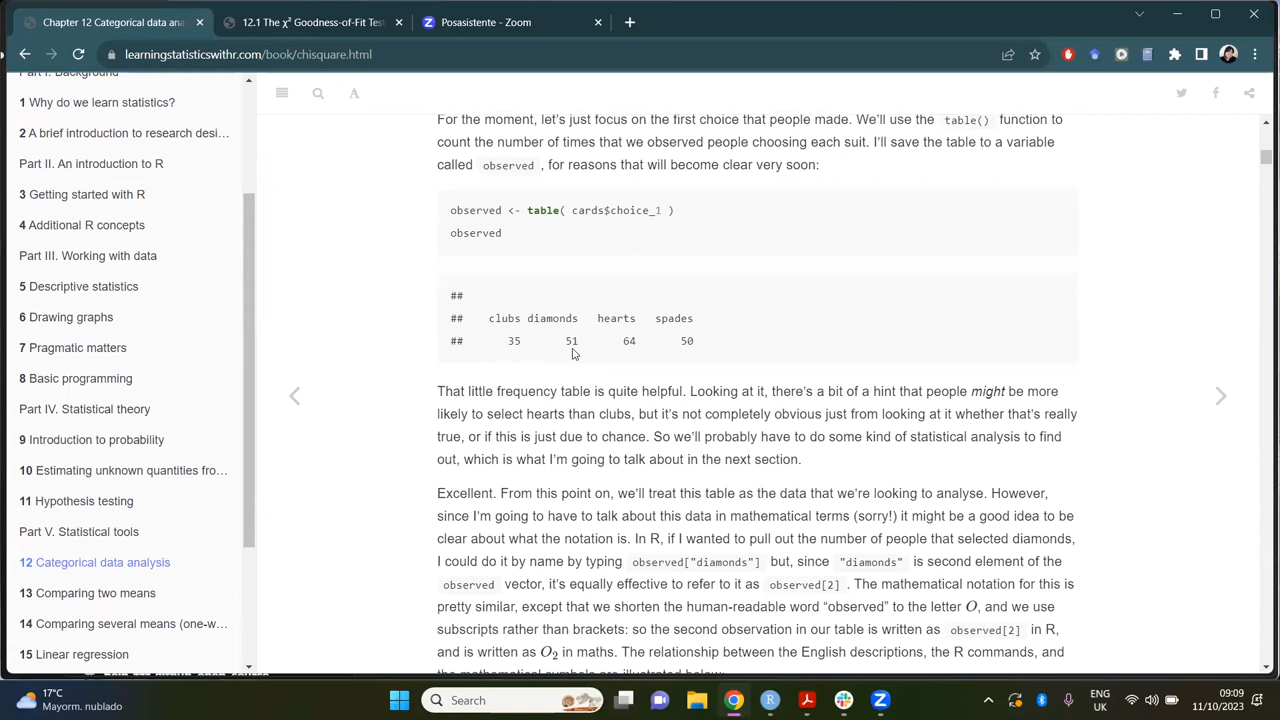 Chapter 12 Categorical data an
12.1 The χ² Goodness-of-Fit Tes
Posasistente - Zoom
learningstatisticswithr.com/book/chisquare.html
Part I. Background
1 Why do we learn statistics?
2 A brief introduction to research desi...
Part II. An introduction to R
3 Getting started with R
4 Additional R concepts
Part III. Working with data
5 Descriptive statistics
6 Drawing graphs
7 Pragmatic matters
8 Basic programming
Part IV. Statistical theory
9 Introduction to probability
10 Estimating unknown quantities fro...
11 Hypothesis testing
Part V. Statistical tools
12 Categorical data analysis
13 Comparing two means
14 Comparing several means (one-w...
15 Linear regression
For the moment, let's just focus on the first choice that people made. We'll use the table() function to
count the number of times that we observed people choosing each suit. I'll save the table to a variable
called observed , for reasons that will become clear very soon:
observed <- table( cards$choice_1 )
observed
##
## clubs diamonds hearts spades
## 35 51 64 50
That little frequency table is quite helpful. Looking at it, there's a bit of a hint that people might be more
likely to select hearts than clubs, but it's not completely obvious just from looking at it whether that's really
true, or if this is just due to chance. So we'll probably have to do some kind of statistical analysis to find
out, which is what I'm going to talk about in the next section.
Excellent. From this point on, we'll treat this table as the data that we're looking to analyse. However,
since I'm going to have to talk about this data in mathematical terms (sorry!) it might be a good idea to be
clear about what the notation is. In R, if I wanted to pull out the number of people that selected diamonds,
I could do it by name by typing observed["diamonds"] but, since "diamonds" is second element of the
observed vector, it's equally effective to refer to it as observed[2] . The mathematical notation for this is
pretty similar, except that we shorten the human-readable word "observed" to the letter O, and we use
subscripts rather than brackets: so the second observation in our table is written as observed[2] in R,
and is written as O₂ in maths. The relationship between the English descriptions, the R commands, and
the mathematical symbols are illustrated below:
17°C
Mayorm. nublado
Search
ENG
UK
09:09
11/10/2023